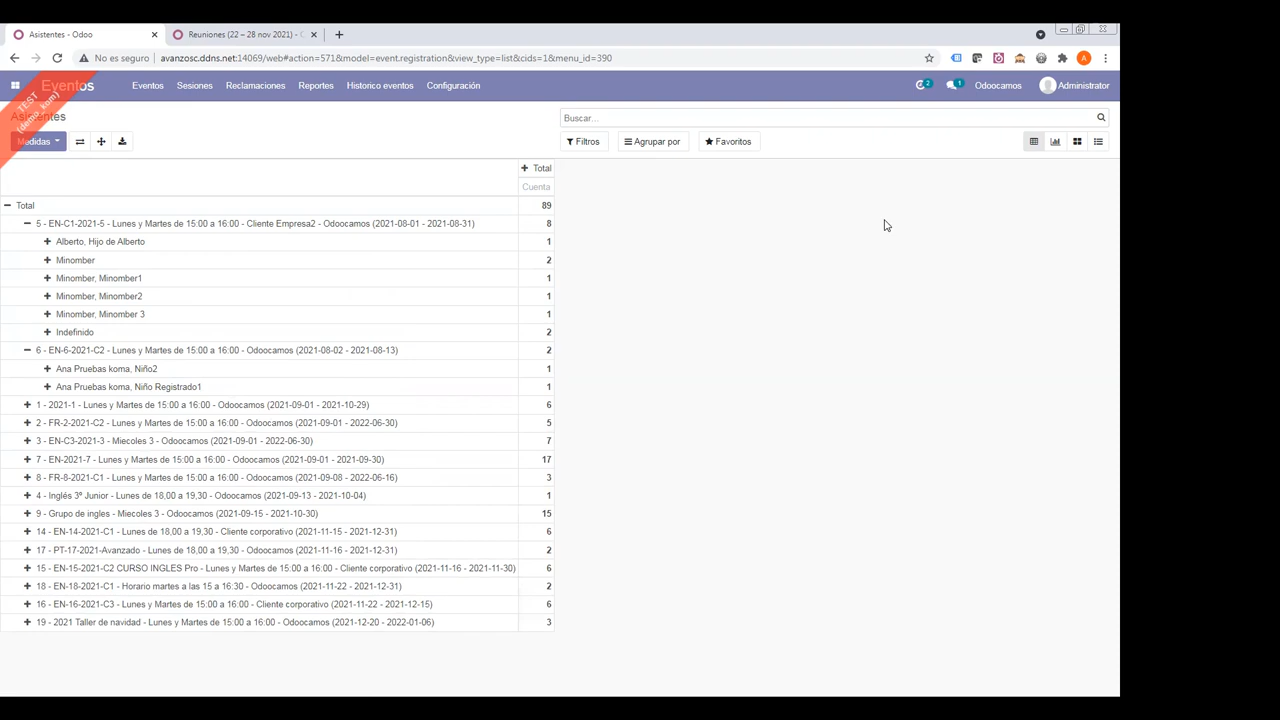 Asistentes - Odoo
Reuniones (22 – 28 nov 2021) -
No es seguro
avanzosc.ddns.net:14069/web#action=571&model=event.registration&view_type=list&cids=1&menu_id=390
A
TEST
(demo_kom)
Eventos
Eventos
Sesiones
Reclamaciones
Reportes
Historico eventos
Configuración
2
1
Odoocamos
Administrator
Asistentes
Buscar...
Medidas
Filtros
Agrupar por
Favoritos
Total
Cuenta
Total 89
5 - EN-C1-2021-5 - Lunes y Martes de 15:00 a 16:00 - Cliente Empresa2 - Odoocamos (2021-08-01 - 2021-08-31) 8
Alberto, Hijo de Alberto 1
Minomber 2
Minomber, Minomber1 1
Minomber, Minomber2 1
Minomber, Minomber 3 1
Indefinido 2
6 - EN-6-2021-C2 - Lunes y Martes de 15:00 a 16:00 - Odoocamos (2021-08-02 - 2021-08-13) 2
Ana Pruebas koma, Niño2 1
Ana Pruebas koma, Niño Registrado1 1
1 - 2021-1 - Lunes y Martes de 15:00 a 16:00 - Odoocamos (2021-09-01 - 2021-10-29) 6
2 - FR-2-2021-C2 - Lunes y Martes de 15:00 a 16:00 - Odoocamos (2021-09-01 - 2022-06-30) 5
3 - EN-C3-2021-3 - Miecoles 3 - Odoocamos (2021-09-01 - 2022-06-30) 7
7 - EN-2021-7 - Lunes y Martes de 15:00 a 16:00 - Odoocamos (2021-09-01 - 2021-09-30) 17
8 - FR-8-2021-C1 - Lunes y Martes de 15:00 a 16:00 - Odoocamos (2021-09-08 - 2022-06-16) 3
4 - Inglés 3º Junior - Lunes de 18,00 a 19,30 - Odoocamos (2021-09-13 - 2021-10-04) 1
9 - Grupo de ingles - Miecoles 3 - Odoocamos (2021-09-15 - 2021-10-30) 15
14 - EN-14-2021-C1 - Lunes de 18,00 a 19,30 - Cliente corporativo (2021-11-15 - 2021-12-31) 6
17 - PT-17-2021-Avanzado - Lunes de 18,00 a 19,30 - Odoocamos (2021-11-16 - 2021-12-31) 2
15 - EN-15-2021-C2 CURSO INGLES Pro - Lunes y Martes de 15:00 a 16:00 - Cliente corporativo (2021-11-16 - 2021-11-30) 6
18 - EN-18-2021-C1 - Horario martes a las 15 a 16:30 - Odoocamos (2021-11-22 - 2021-12-31) 2
16 - EN-16-2021-C3 - Lunes y Martes de 15:00 a 16:00 - Cliente corporativo (2021-11-22 - 2021-12-15) 6
19 - 2021 Taller de navidad - Lunes y Martes de 15:00 a 16:00 - Odoocamos (2021-12-20 - 2022-01-06) 3